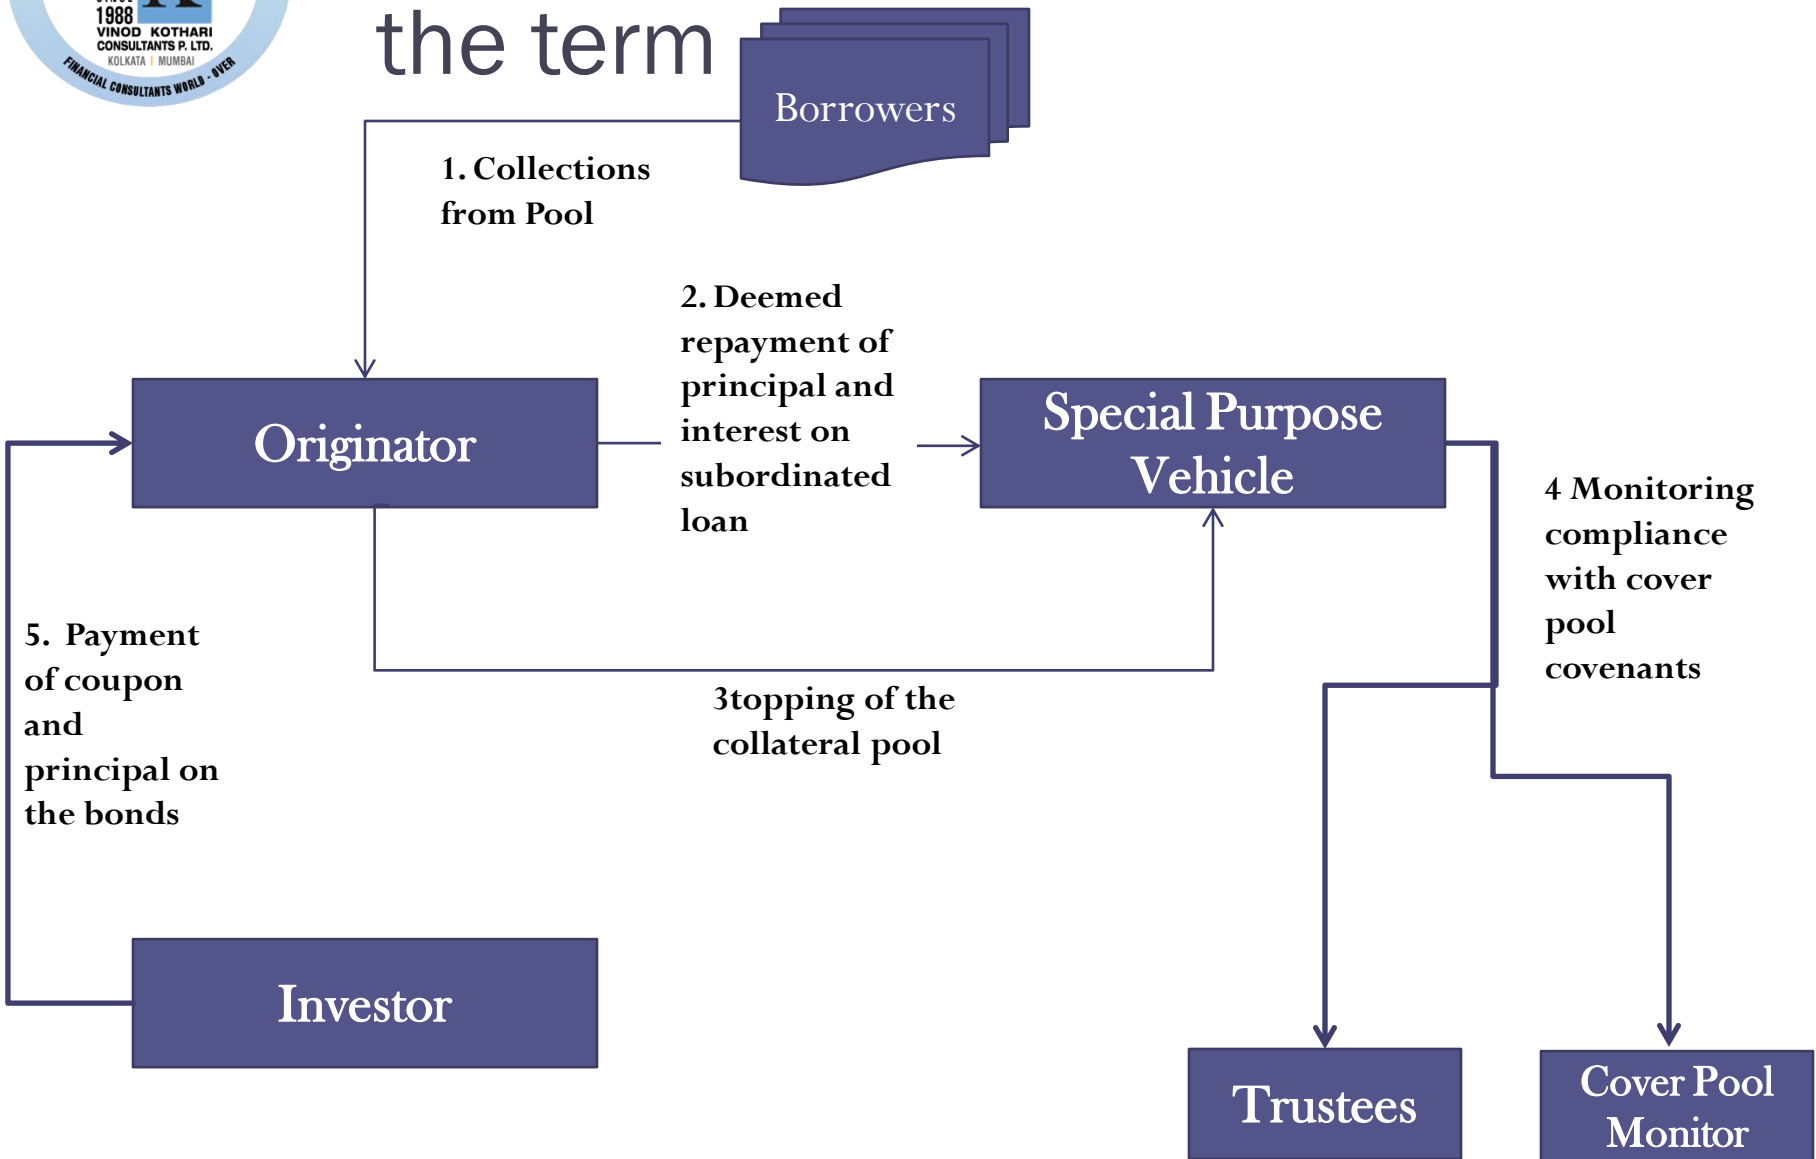 1988
VINOD KOTHARI
CONSULTANTS P. LTD.
KOLKATA | MUMBAI
FINANCIAL CONSULTANTS WORLD - OVER
the term
Borrowers
1. Collections
from Pool
2. Deemed
repayment of
principal and
interest on
subordinated
loan
Originator
Special Purpose
Vehicle
4 Monitoring
compliance
with cover
pool
covenants
5. Payment
of coupon
and
principal on
the bonds
3topping of the
collateral pool
Investor
Trustees
Cover Pool
Monitor